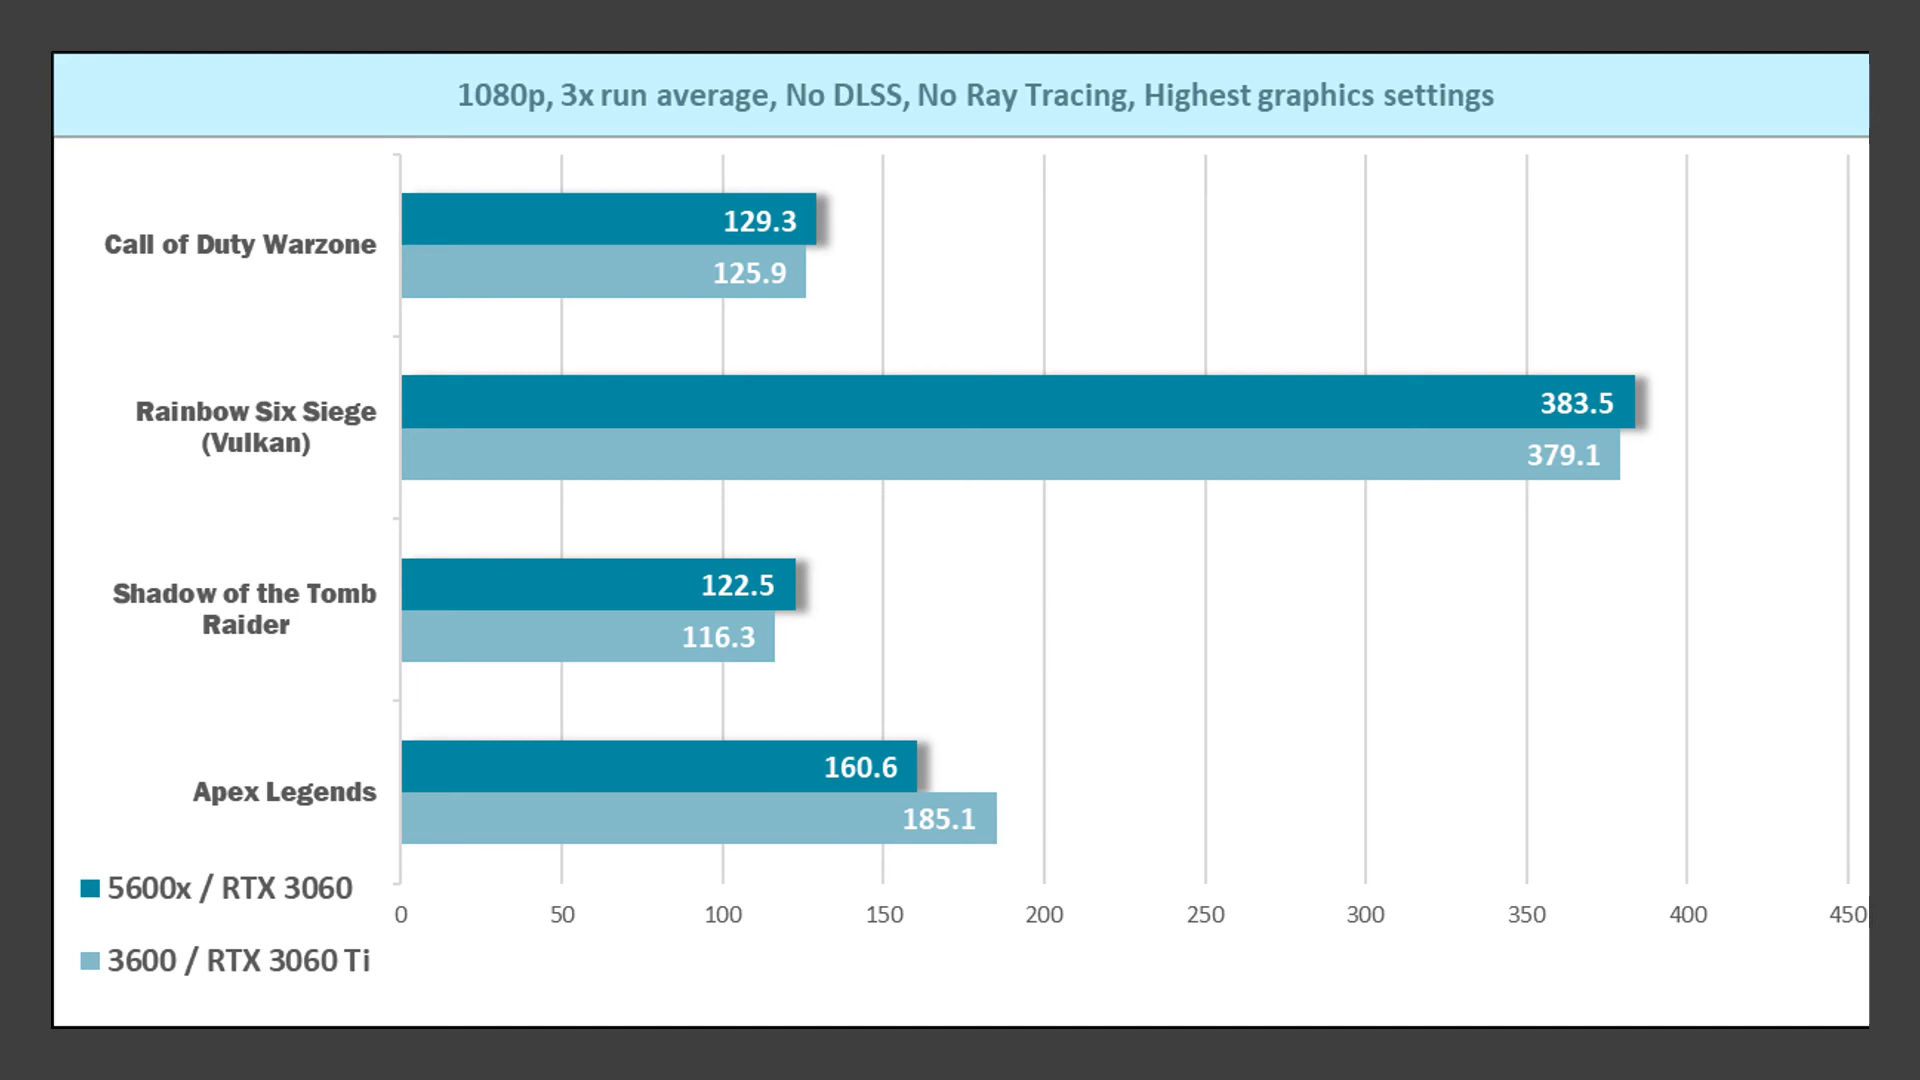 1080p, 3x run average, No DLSS, No Ray Tracing, Highest graphics settings
Call of Duty Warzone
129.3
125.9
Rainbow Six Siege
(Vulkan)
383.5
379.1
Shadow of the Tomb
Raider
122.5
116.3
Apex Legends
160.6
185.1
5600x / RTX 3060
3600 / RTX 3060 Ti
0 50 100 150 200 250 300 350 400 450